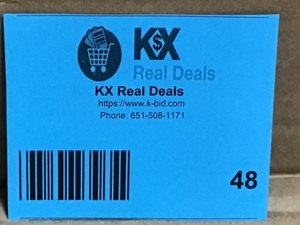 K$X
Real Deals
KX Real Deals
https://www.k-bid.com
Phone: 651-508-1171
48